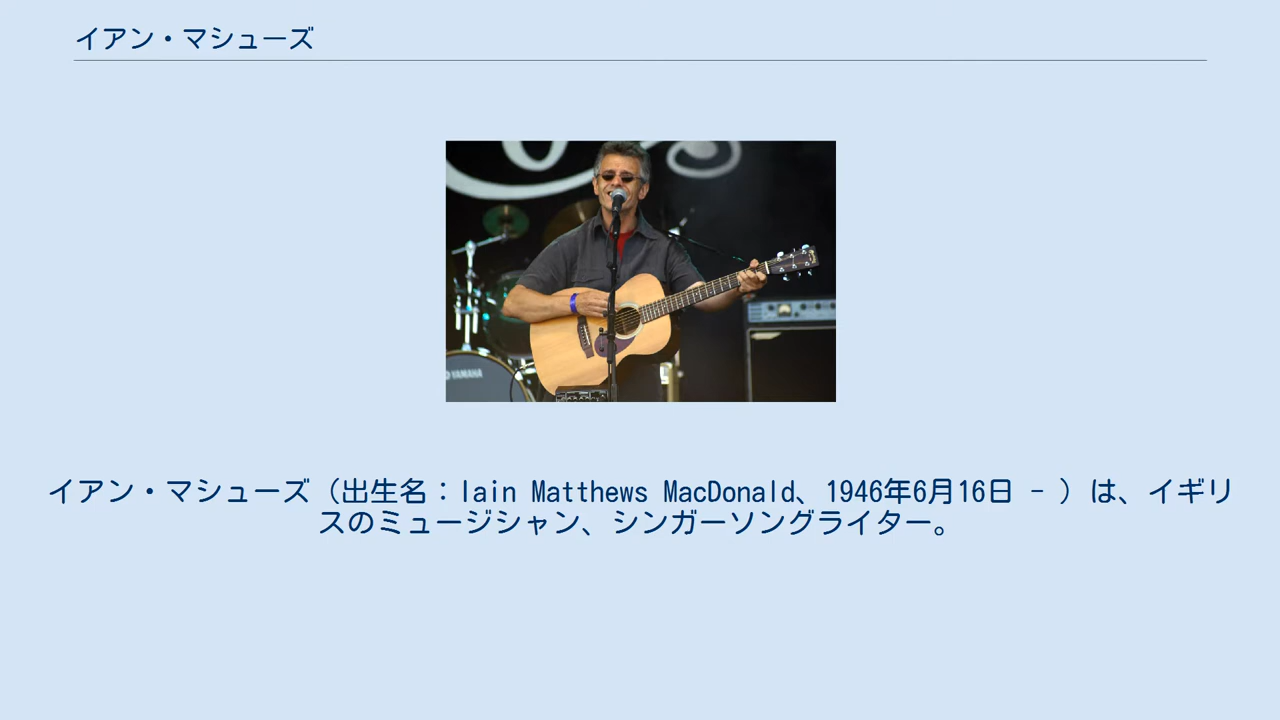 イアン・マシューズ
YAMAHA
イアン・マシューズ（出生名：Iain Matthews MacDonald、1946年6月16日 - ）は、イギリ
スのミュージシャン、シンガーソングライター。